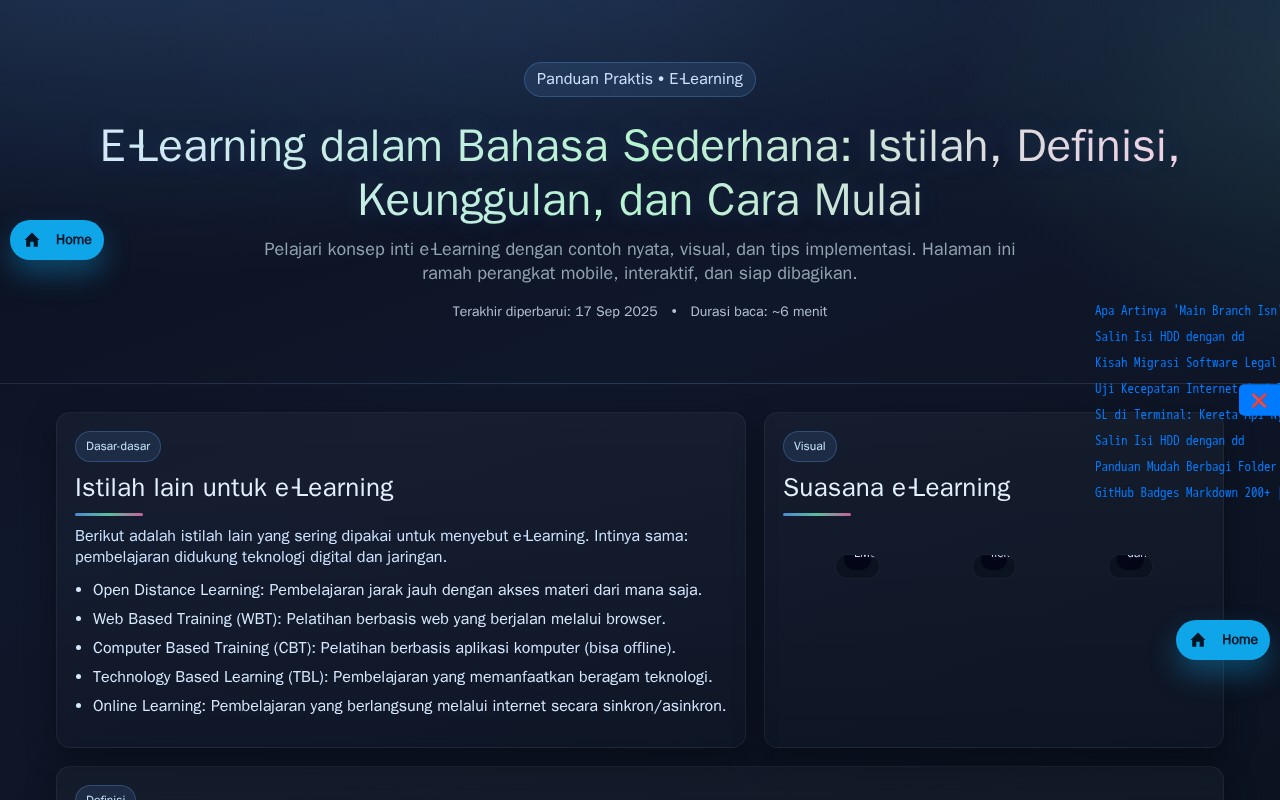 Panduan Praktis • E-Learning
E-Learning dalam Bahasa Sederhana: Istilah, Definisi,
Keunggulan, dan Cara Mulai
Home
Pelajari konsep inti e-Learning dengan contoh nyata, visual, dan tips implementasi. Halaman ini
ramah perangkat mobile, interaktif, dan siap dibagikan.
Terakhir diperbarui: 17 Sep 2025 • Durasi baca: ~6 menit
Apa Artinya 'Main Branch Isn
Salin Isi HDD dengan dd
Kisah Migrasi Software Legal
Uji Kecepatan Internet
SL di Terminal: Kereta Api
Salin Isi HDD dengan dd
Panduan Mudah Berbagi Folder
GitHub Badges Markdown 200+
Dasar-dasar
Istilah lain untuk e-Learning
Berikut adalah istilah lain yang sering dipakai untuk menyebut e-Learning. Intinya sama:
pembelajaran didukung teknologi digital dan jaringan.
• Open Distance Learning: Pembelajaran jarak jauh dengan akses materi dari mana saja.
• Web Based Training (WBT): Pelatihan berbasis web yang berjalan melalui browser.
• Computer Based Training (CBT): Pelatihan berbasis aplikasi komputer (bisa offline).
• Technology Based Learning (TBL): Pembelajaran yang memanfaatkan beragam teknologi.
• Online Learning: Pembelajaran yang berlangsung melalui internet secara sinkron/asinkron.
Visual
Suasana e-Learning
Home
Definisi